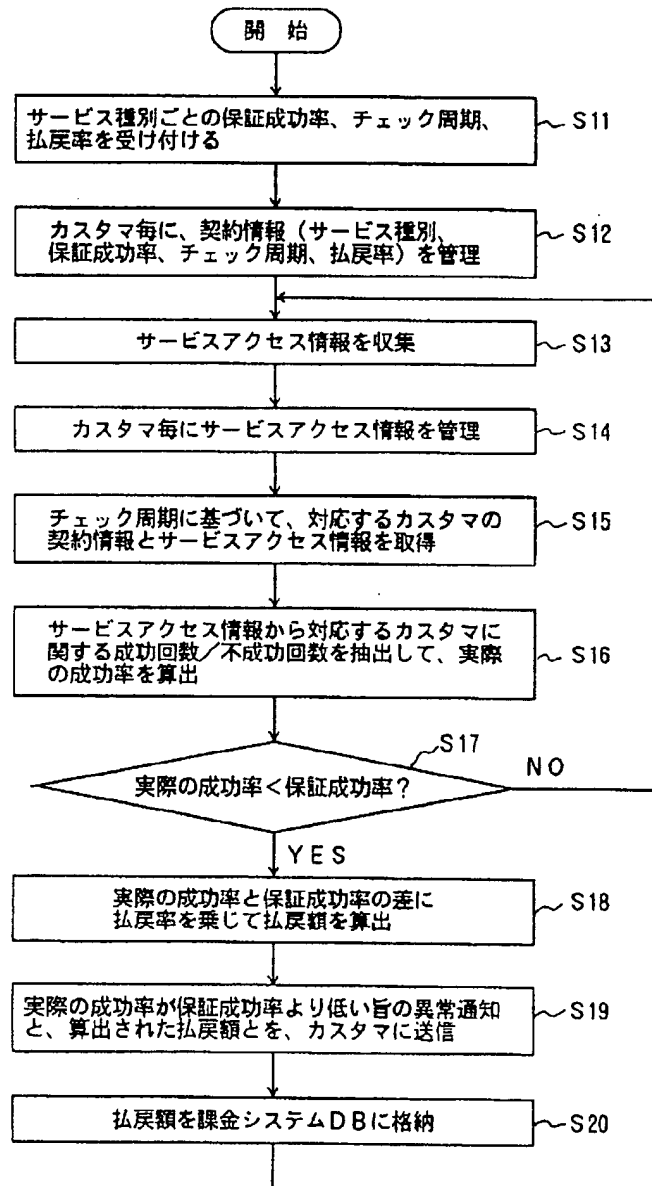 開 始
サービス種別ごとの保証成功率、チェック周期、
払戻率を受け付ける
S11
カスタマ毎に、契約情報（サービス種別、
保証成功率、チェック周期、払戻率）を管理
S12
サービスアクセス情報を収集
S13
カスタマ毎にサービスアクセス情報を管理
S14
チェック周期に基づいて、対応するカスタマの
契約情報とサービスアクセス情報を取得
S15
サービスアクセス情報から対応するカスタマに
関する成功回数／不成功回数を抽出して、実際
の成功率を算出
S16
S17
実際の成功率＜保証成功率？
NO
YES
実際の成功率と保証成功率の差に
払戻率を乗じて払戻額を算出
S18
実際の成功率が保証成功率より低い旨の異常通知
と、算出された払戻額とを、カスタマに送信
S19
払戻額を課金システムDBに格納
S20